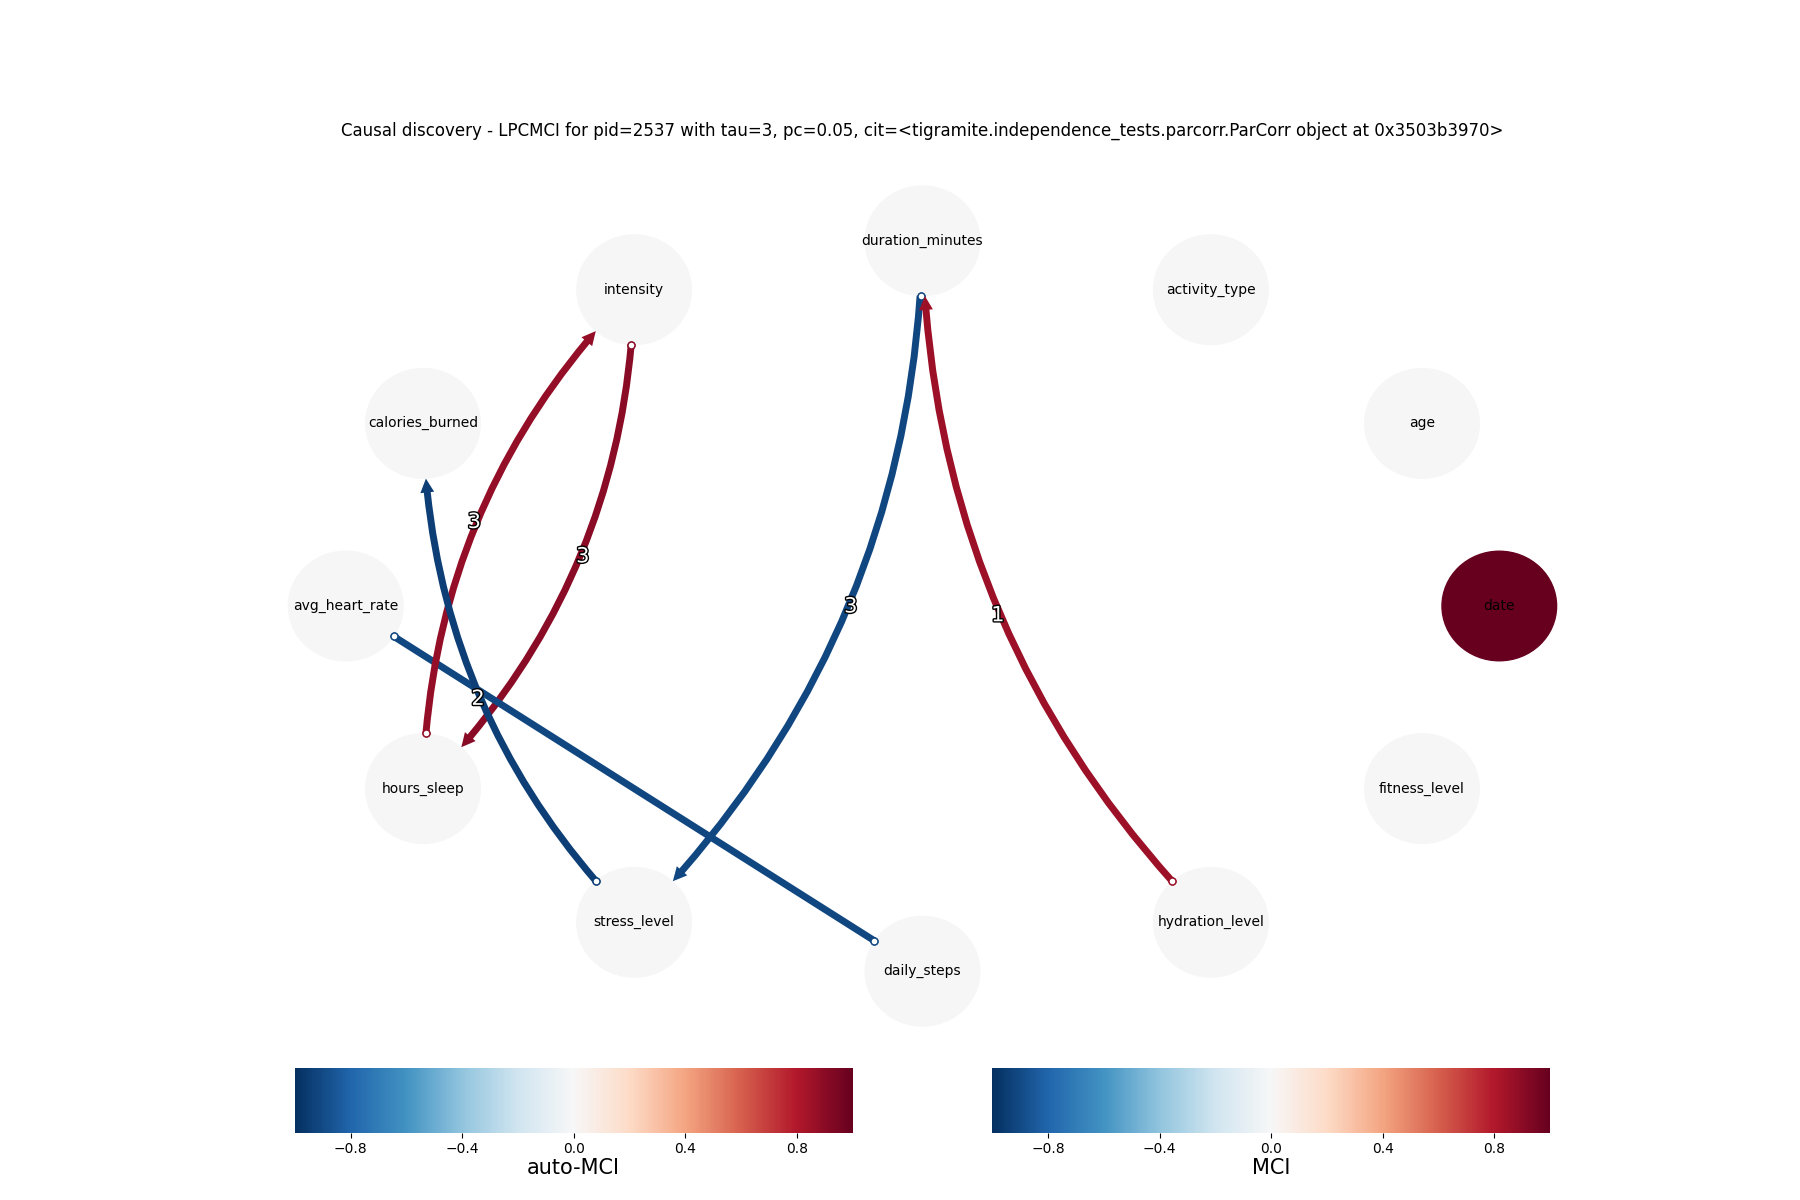 Causal discovery - LPCMCI for pid=2537 with tau=3, pc=0.05, cit=<tigramite.independence_tests.parcorr.ParCorr object at 0x3503b3970>
duration_minutes
intensity
activity_type
calories_burned
age
3
3
avg_heart_rate
3
1
date
2
hours_sleep
fitness_level
stress_level
hydration_level
daily_steps
−0.8 −0.4 0.0 0.4 0.8
−0.8 −0.4 0.0 0.4 0.8
auto-MCI
MCI